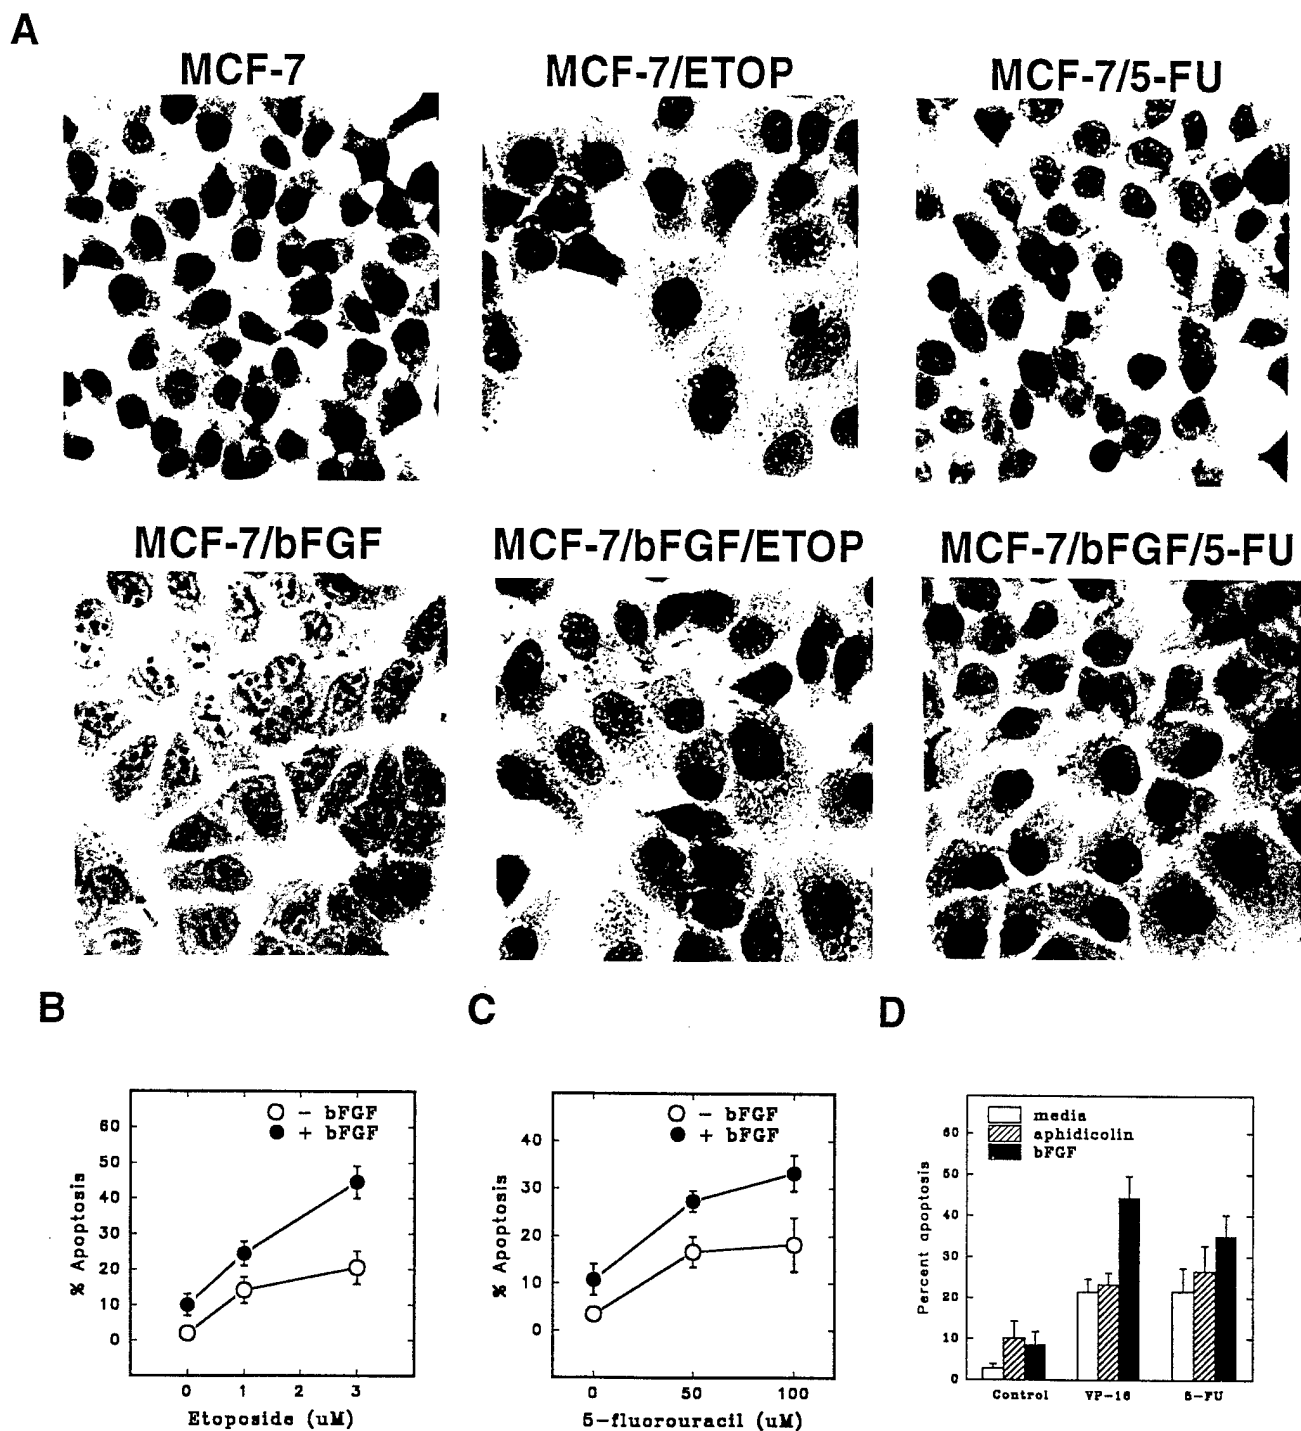 A
MCF-7
MCF-7/ETOP
MCF-7/5-FU
MCF-7/bFGF
MCF-7/bFGF/ETOP
MCF-7/bFGF/5-FU
B
% Apoptosis
60
50
40
30
20
10
0
- bFGF
+ bFGF
0 1 2 3
Etoposide (uM)
C
% Apoptosis
40
30
20
10
0
- bFGF
+ bFGF
0 50 100
5-fluorouracil (uM)
D
Percent apoptosis
60
50
40
30
20
10
0
media
aphidicolin
bFGF
Control VP-16 5-FU